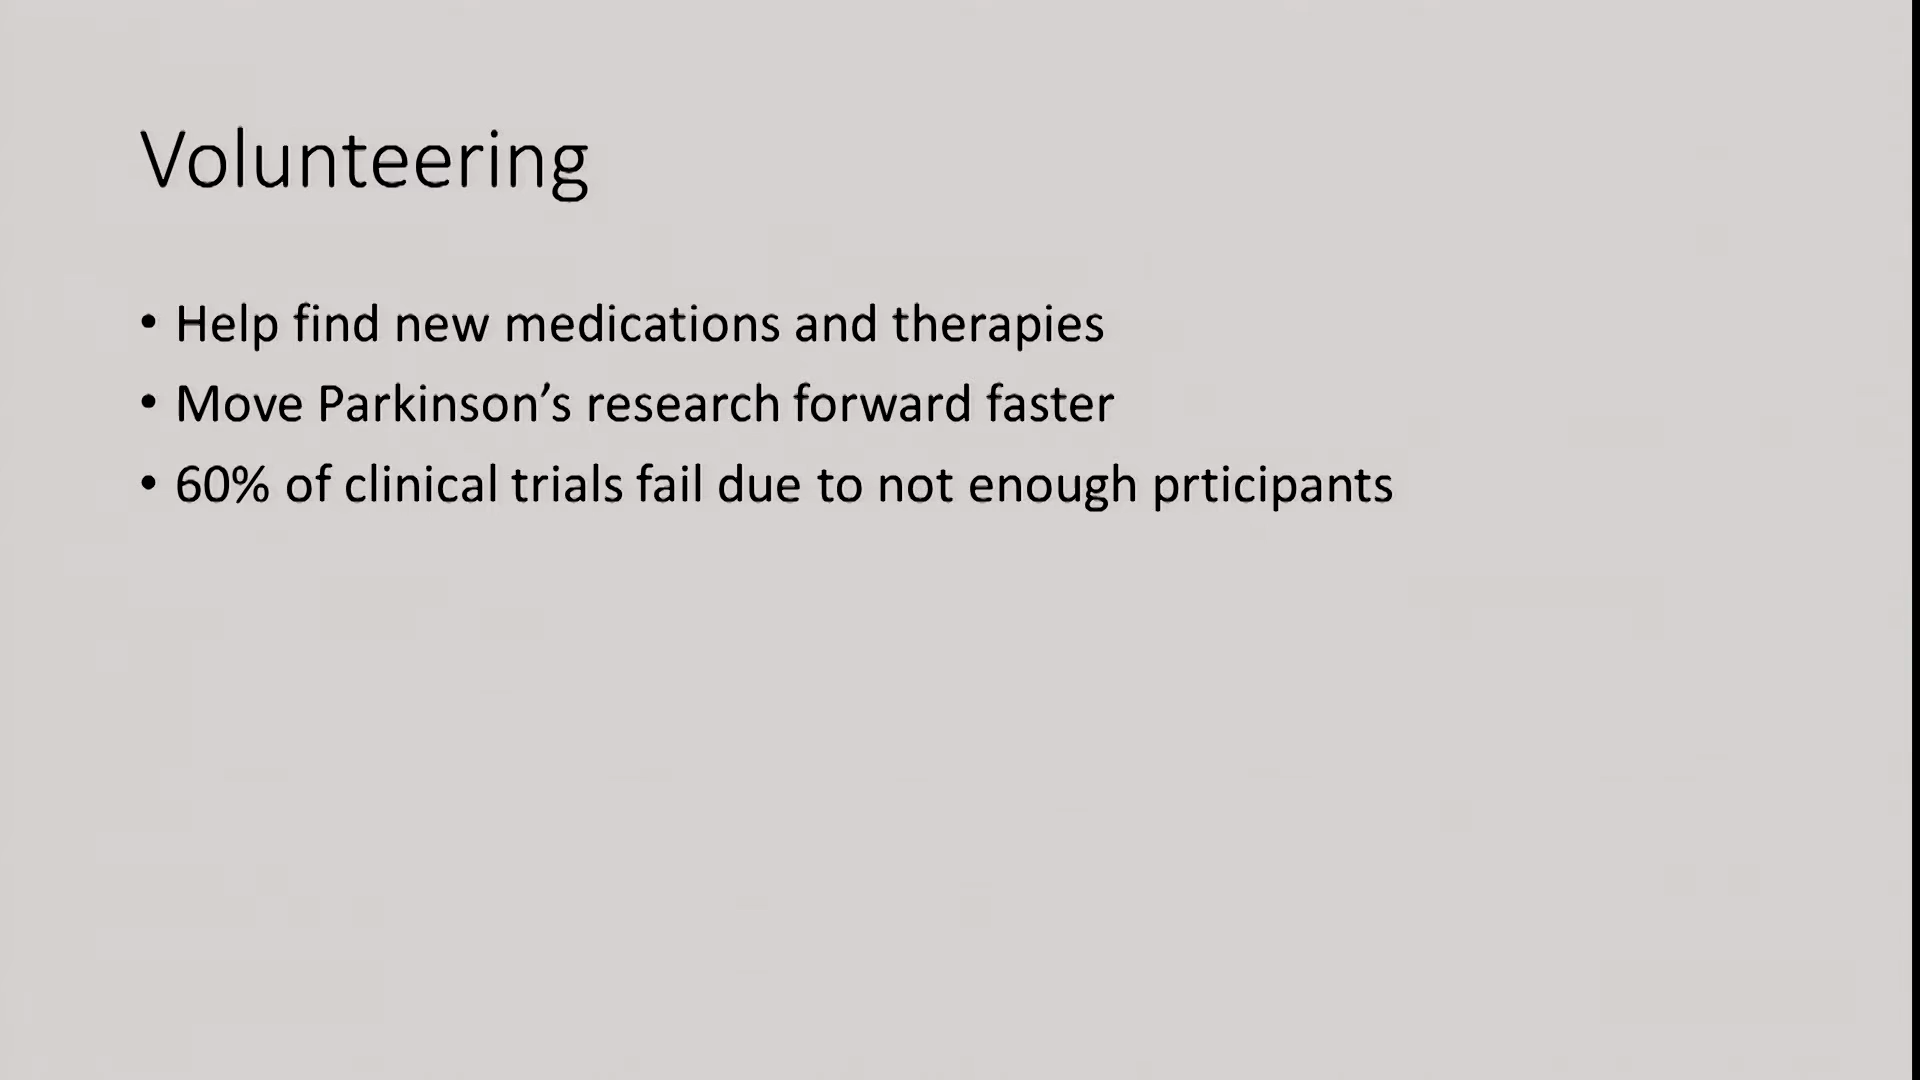 Volunteering
• Help find new medications and therapies
• Move Parkinson’s research forward faster
• 60% of clinical trials fail due to not enough prticipants